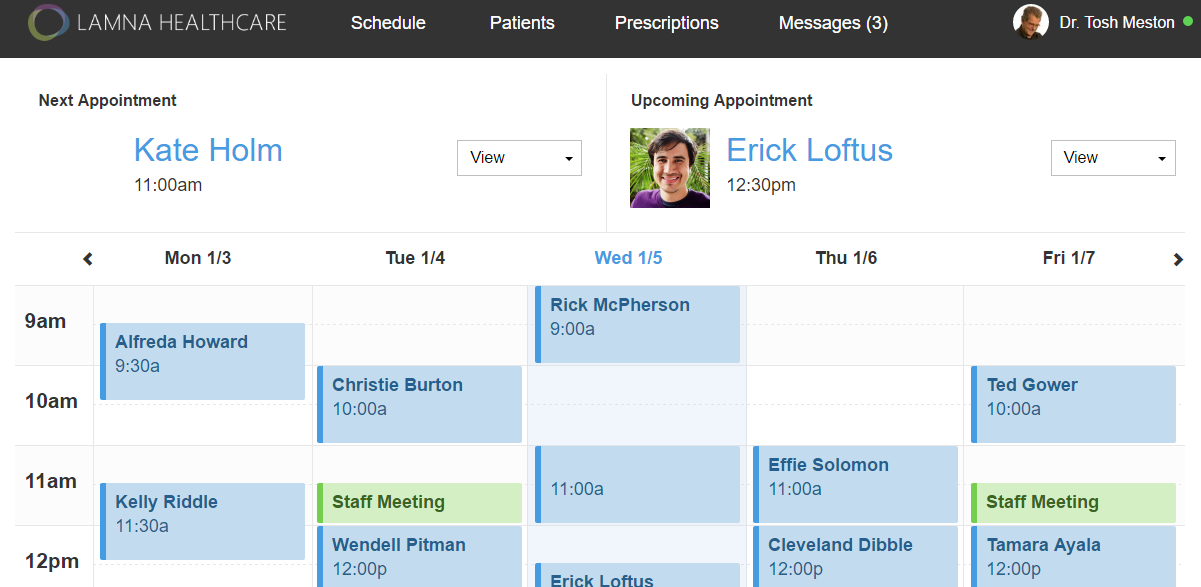 LAMNA HEALTHCARE
Schedule
Patients
Prescriptions
Messages (3)
Dr. Tosh Meston
Next Appointment
Kate Holm
11:00am
View
Upcoming Appointment
Erick Loftus
12:30pm
View
Mon 1/3
Tue 1/4
Wed 1/5
Thu 1/6
Fri 1/7
9am
Rick McPherson
9:00a
Alfreda Howard
9:30a
10am
Christie Burton
10:00a
Ted Gower
10:00a
11am
11:00a
Effie Solomon
11:00a
Kelly Riddle
11:30a
Staff Meeting
Staff Meeting
12pm
Wendell Pitman
12:00p
Cleveland Dibble
12:00p
Tamara Ayala
12:00p
Erick Loftus